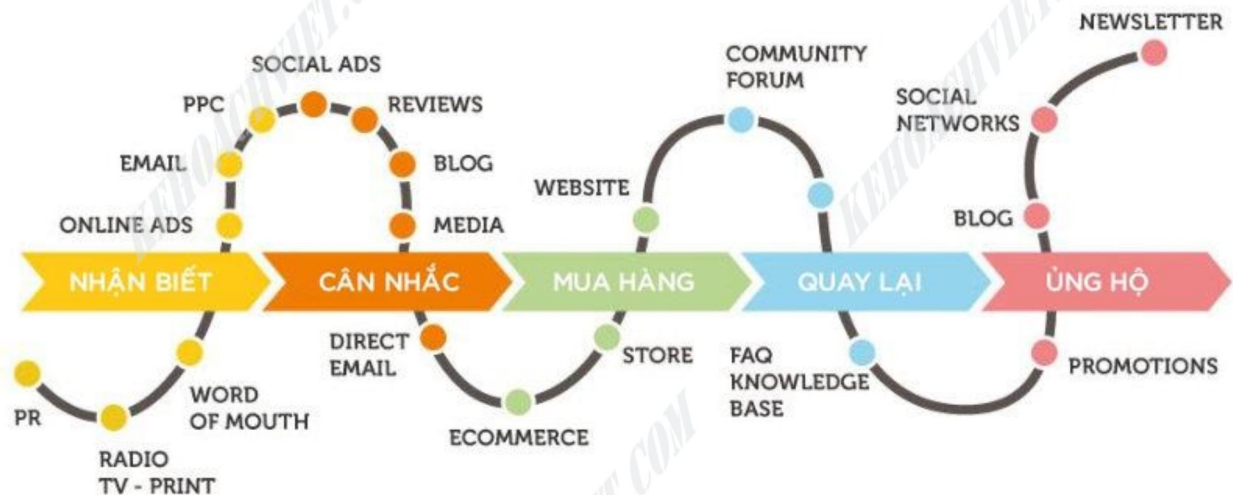 NEWSLETTER
SOCIAL ADS
COMMUNITY
FORUM
PPC
REVIEWS
SOCIAL
NETWORKS
EMAIL
BLOG
WEBSITE
ONLINE ADS
MEDIA
BLOG
NHẬN BIẾT
CÂN NHẮC
MUA HÀNG
QUAY LẠI
ỦNG HỘ
DIRECT
EMAIL
STORE
FAQ
KNOWLEDGE
BASE
PROMOTIONS
PR
WORD
OF MOUTH
ECOMMERCE
RADIO
TV - PRINT